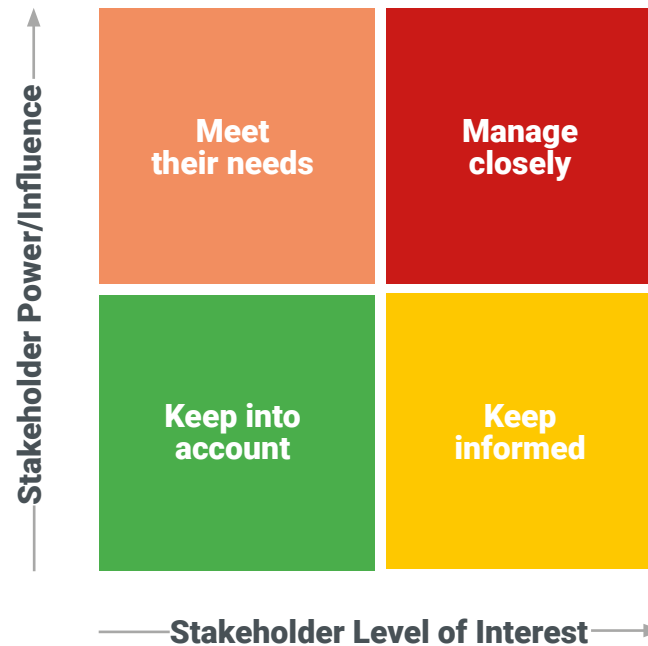 Stakeholder Power/Influence
Meet
their needs
Manage
closely
Keep into
account
Keep
informed
Stakeholder Level of Interest